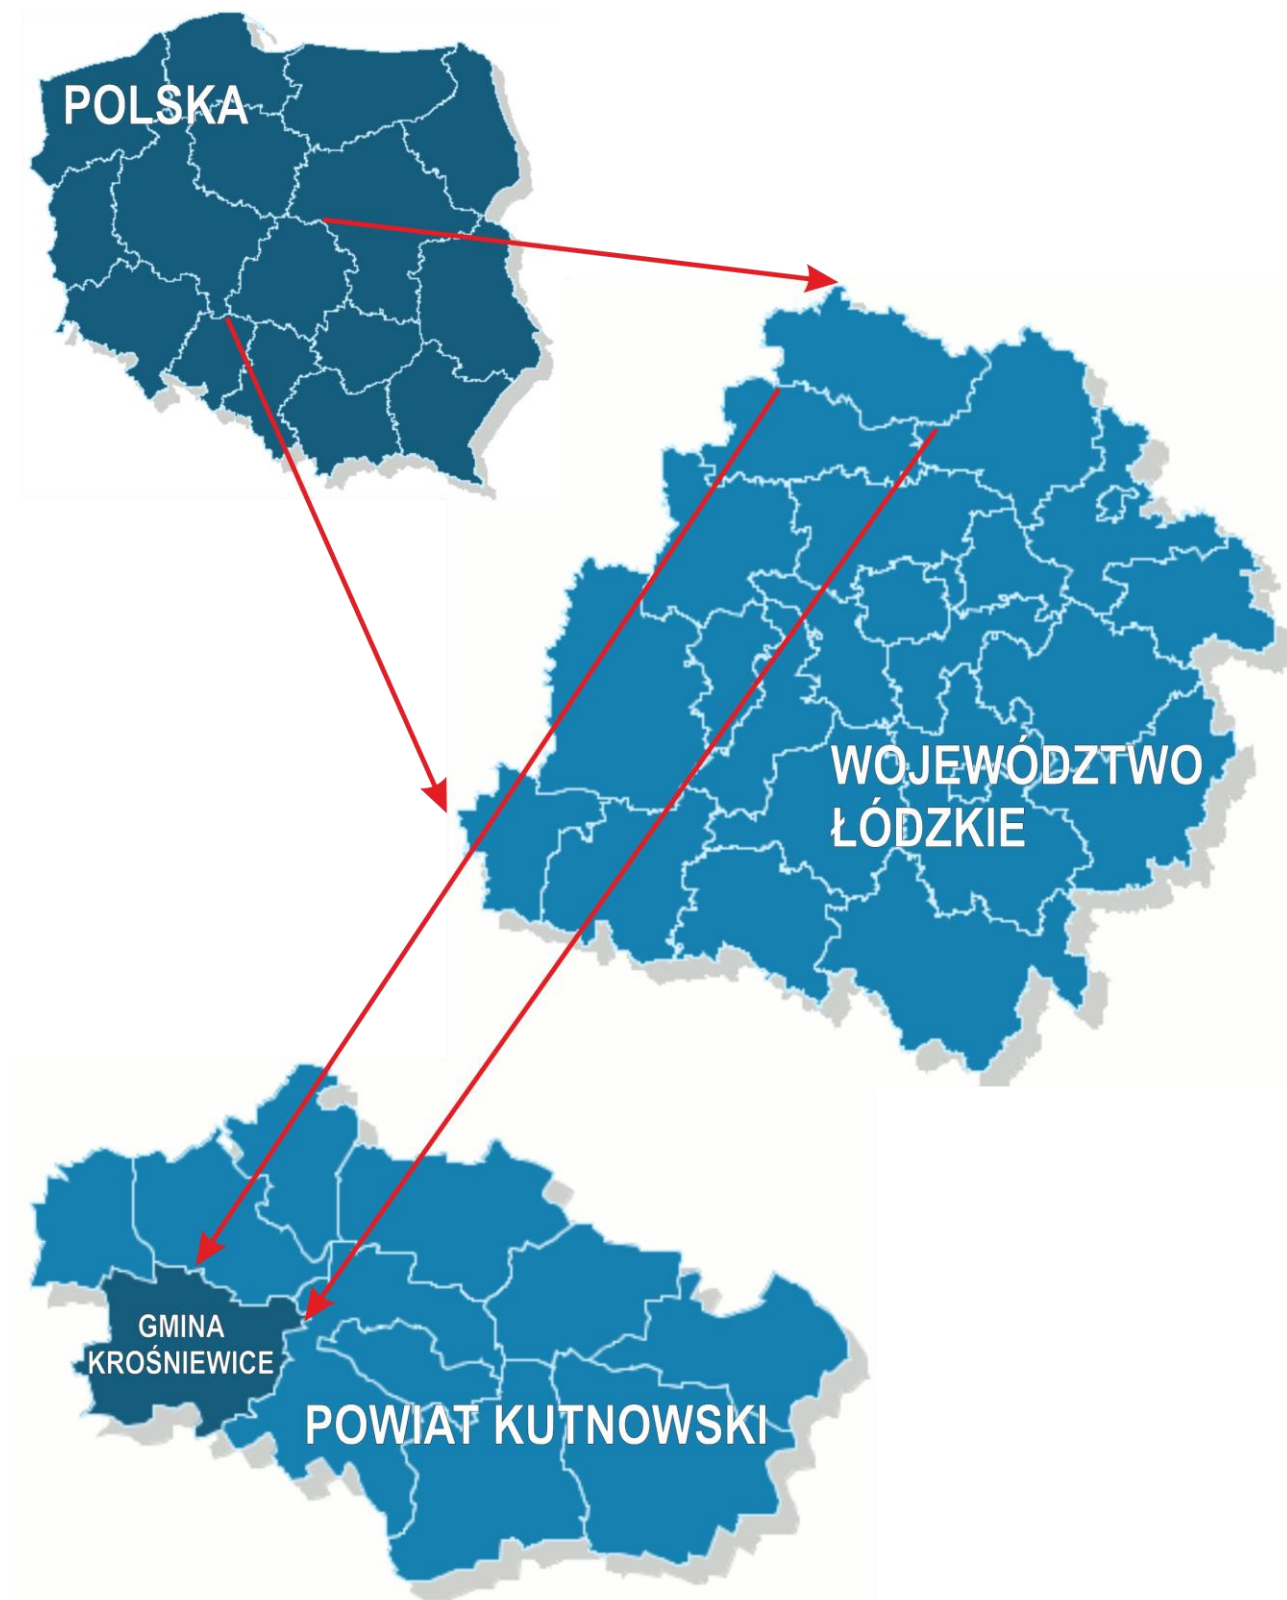 POLSKA
WOJEWÓDZTWO
ŁÓDZKIE
GMINA
KROŚNIEWICE
POWIAT KUTNOWSKI